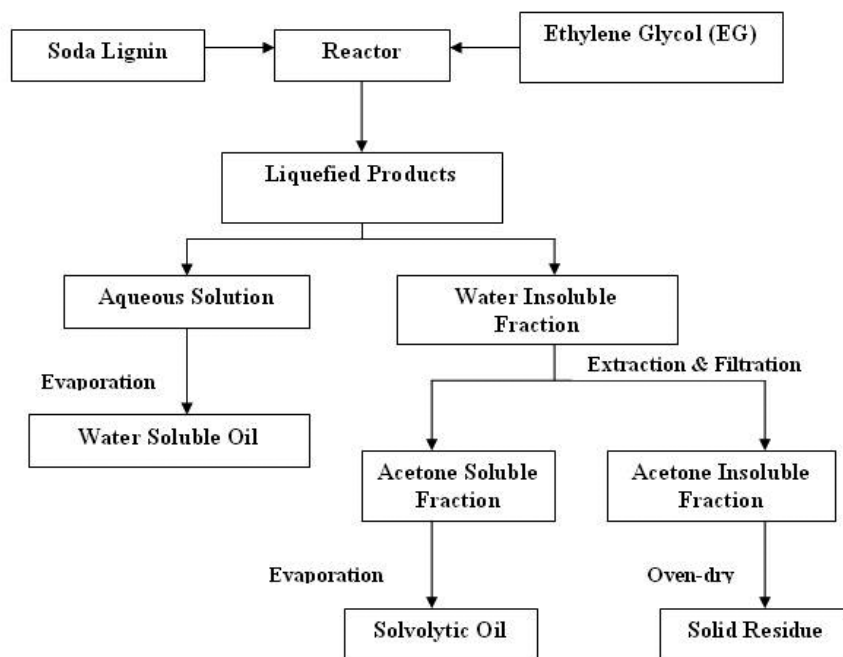 Soda Lignin
Reactor
Ethylene Glycol (EG)
Liquefied Products
Aqueous Solution
Water Insoluble
Fraction
Evaporation
Extraction & Filtration
Water Soluble Oil
Acetone Soluble
Fraction
Acetone Insoluble
Fraction
Evaporation
Oven-dry
Solvolytic Oil
Solid Residue